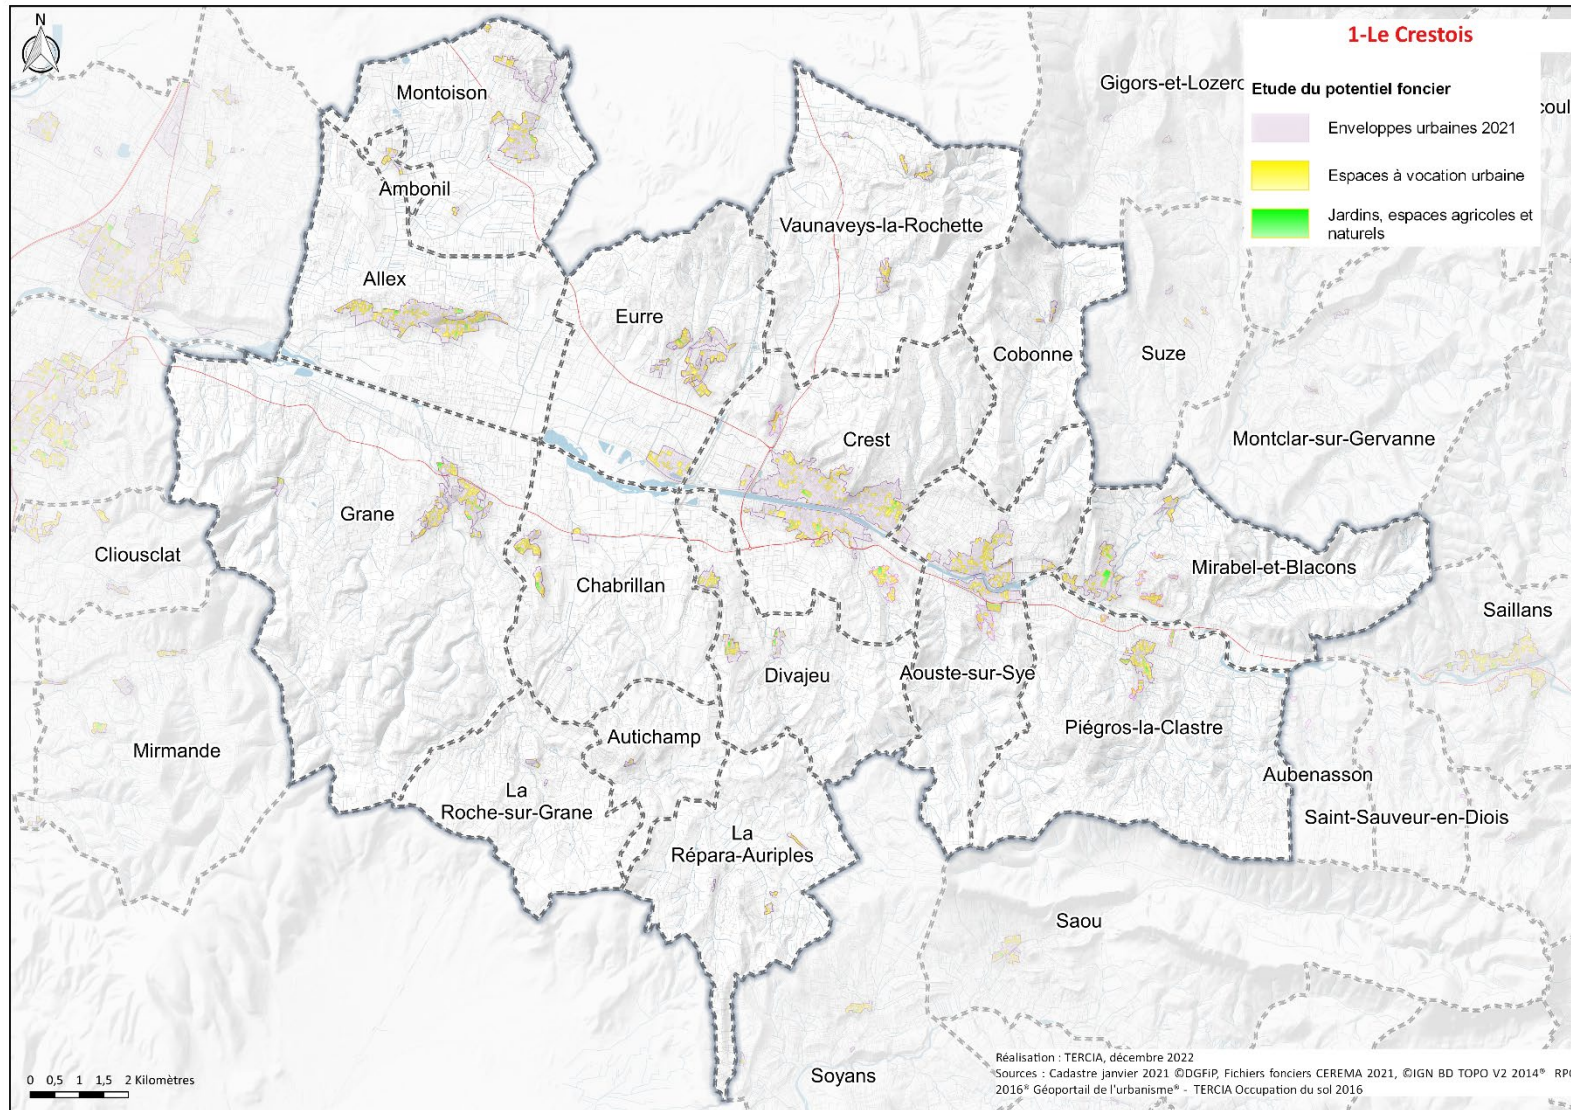 N
1-Le Crestois
Etude du potentiel foncier
Enveloppes urbaines 2021
Espaces à vocation urbaine
Jardins, espaces agricoles et
naturels
Gigors-et-Lozero
coul
Montoison
Ambonil
Vaunaveys-la-Rochette
Allex
Eurre
Cobonne
Suze
Crest
Montclar-sur-Gervanne
Grane
Cliousclat
Chabrillan
Mirabel-et-Blacons
Saillans
Divajeu
Aouste-sur-Sye
Piégros-la-Clastre
Autichamp
Mirmande
Aubenasson
La
Roche-sur-Grane
Saint-Sauveur-en-Diois
La
Répara-Auriples
Saou
Soyans
0 0,5 1 1,5 2 Kilomètres
Réalisation : TERCIA, décembre 2022
Sources : Cadastre janvier 2021 ©DGFiP, Fichiers fonciers CEREMA 2021, ©IGN BD TOPO V2 2014® RPG
2016® Géoportail de l'urbanisme® - TERCIA Occupation du sol 2016